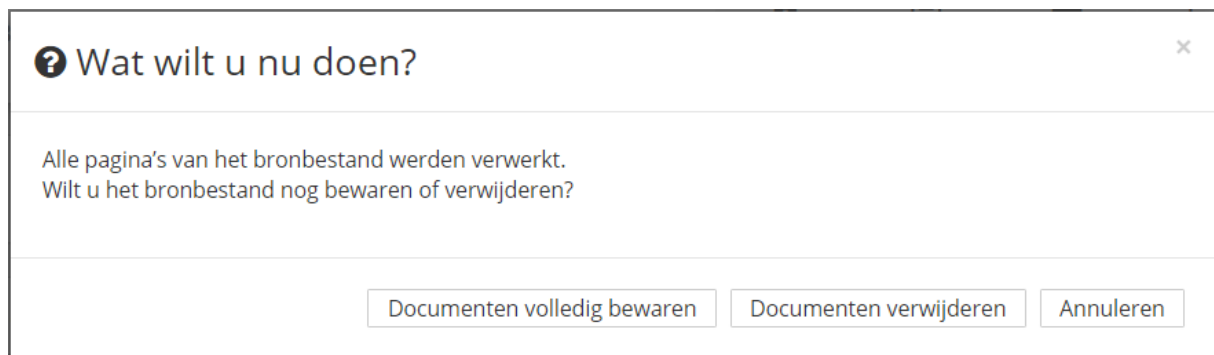 Wat wilt u nu doen?
Alle pagina’s van het bronbestand werden verwerkt.
Wilt u het bronbestand nog bewaren of verwijderen?
Documenten volledig bewaren Documenten verwijderen Annuleren